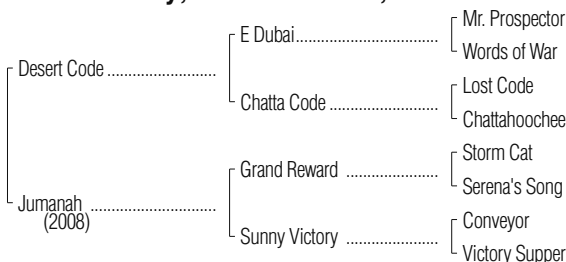 Mr. Prospector
E Dubai
Words of War
Desert Code
Lost Code
Chatta Code
Chattahoochee
Storm Cat
Grand Reward
Serena's Song
Jumanah
(2008)
Conveyor
Sunny Victory
Victory Supper